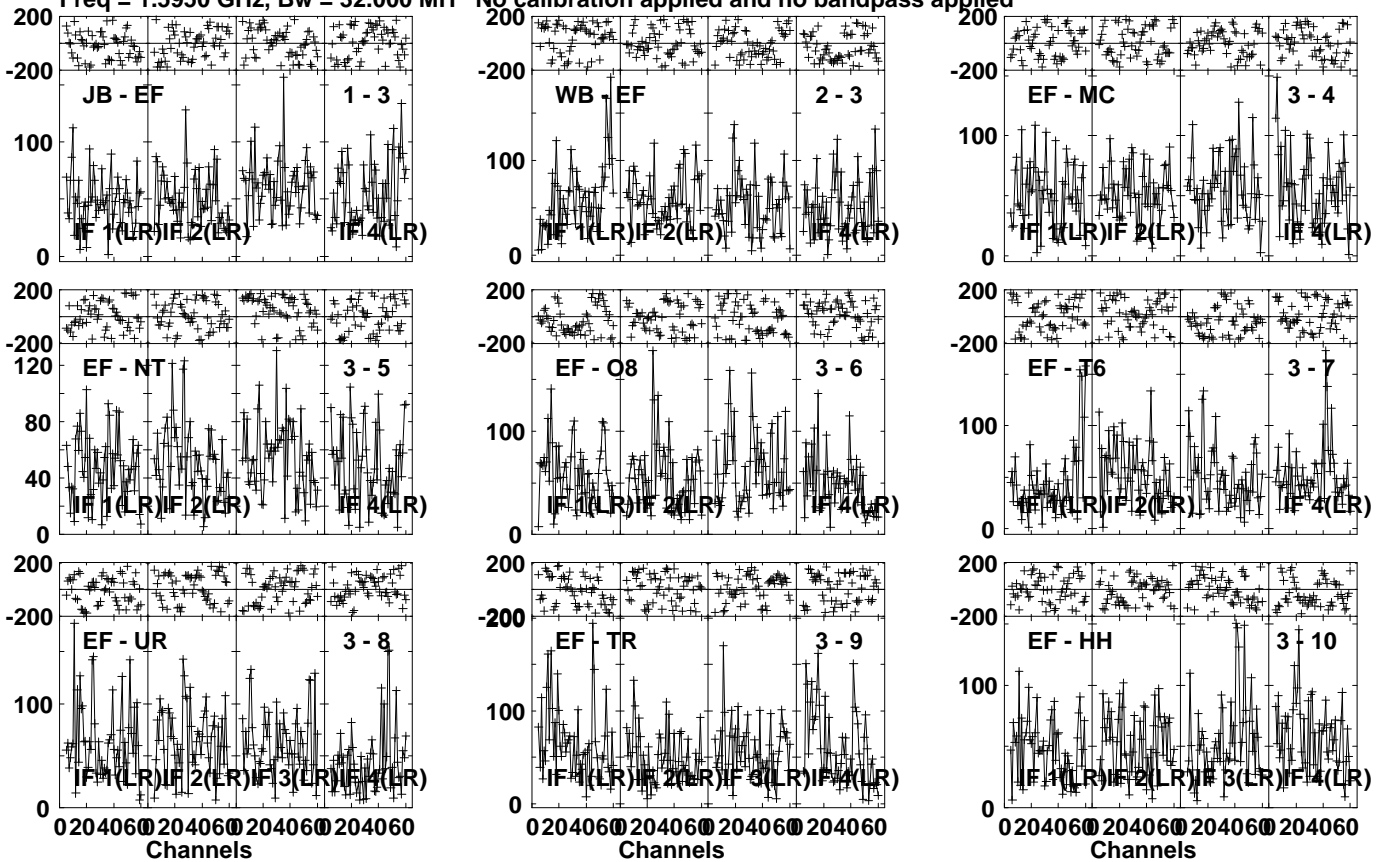 Freq = 1.5950 GHz, Bw = 32.000 MH No calibration applied and no bandpass applied
200
-200
JB - EF 1 - 3
100
0
IF 1(LR) IF 2(LR) IF 4(LR)
200
-200
WB - EF 2 - 3
100
0
IF 1(LR) IF 2(LR) IF 4(LR)
200
-200
EF - MC 3 - 4
100
0
IF 1(LR) IF 2(LR) IF 4(LR)
200
-200
120
EF - NT 3 - 5
80
40
0
IF 1(LR) IF 2(LR) IF 4(LR)
200
-200
EF - O8 3 - 6
100
0
IF 1(LR) IF 2(LR) IF 4(LR)
200
-200
EF - T6 3 - 7
100
0
IF 1(LR) IF 2(LR) IF 4(LR)
200
-200
EF - UR 3 - 8
100
0
IF 1(LR) IF 2(LR) IF 3(LR) IF 4(LR)
0 20 40 60 0 20 40 60 0 20 40 60 0 20 40 60
Channels
200
-200
200
EF - TR 3 - 9
100
0
IF 1(LR) IF 2(LR) IF 3(LR) IF 4(LR)
0 20 40 60 0 20 40 60 0 20 40 60 0 20 40 60
Channels
200
-200
EF - HH 3 - 10
100
0
IF 1(LR) IF 2(LR) IF 3(LR) IF 4(LR)
0 20 40 60 0 20 40 60 0 20 40 60 0 20 40 60
Channels